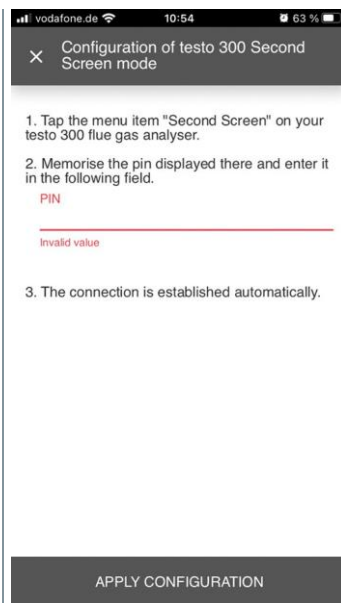 vodafone.de 10:54 63 %
Configuration of testo 300 Second
Screen mode
1. Tap the menu item "Second Screen" on your
testo 300 flue gas analyser.
2. Memorise the pin displayed there and enter it
in the following field.
PIN
Invalid value
3. The connection is established automatically.
APPLY CONFIGURATION